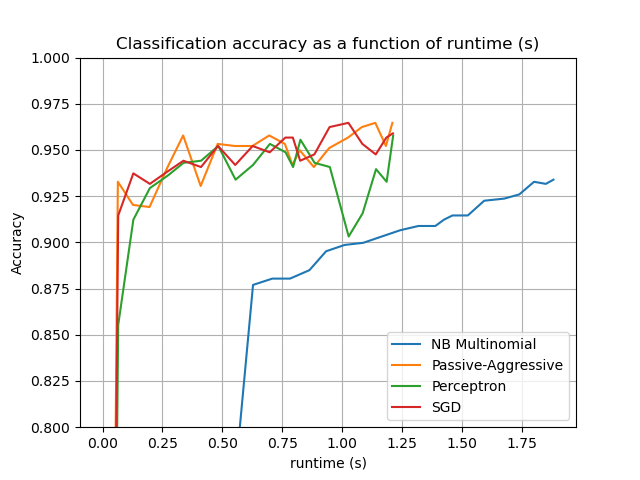 Classification accuracy as a function of runtime (s)
1.000
0.975
0.950
0.925
0.900
0.875
0.850
0.825
0.800
Accuracy
NB Multinomial
Passive-Aggressive
Perceptron
SGD
0.00 0.25 0.50 0.75 1.00 1.25 1.50 1.75
runtime (s)